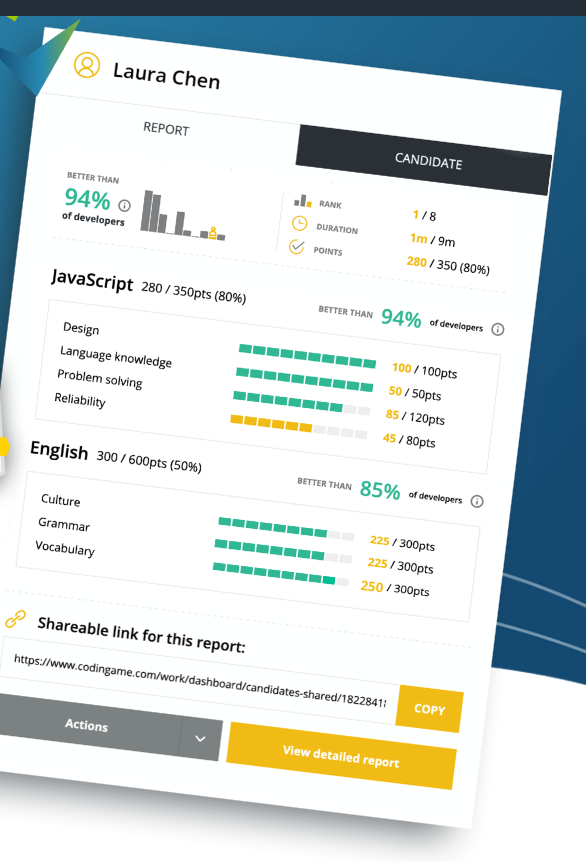 Laura Chen
REPORT
CANDIDATE
BETTER THAN
94%
of developers
RANK
1 / 8
DURATION
1m / 9m
POINTS
280 / 350 (80%)
JavaScript 280 / 350pts (80%)
BETTER THAN 94% of developers
Design 100 / 100pts
Language knowledge 50 / 50pts
Problem solving 85 / 120pts
Reliability 45 / 80pts
English 300 / 600pts (50%)
BETTER THAN 85% of developers
Culture 225 / 300pts
Grammar 225 / 300pts
Vocabulary 250 / 300pts
Shareable link for this report:
https://www.codingame.com/work/dashboard/candidates-shared/1822841
COPY
Actions
View detailed report